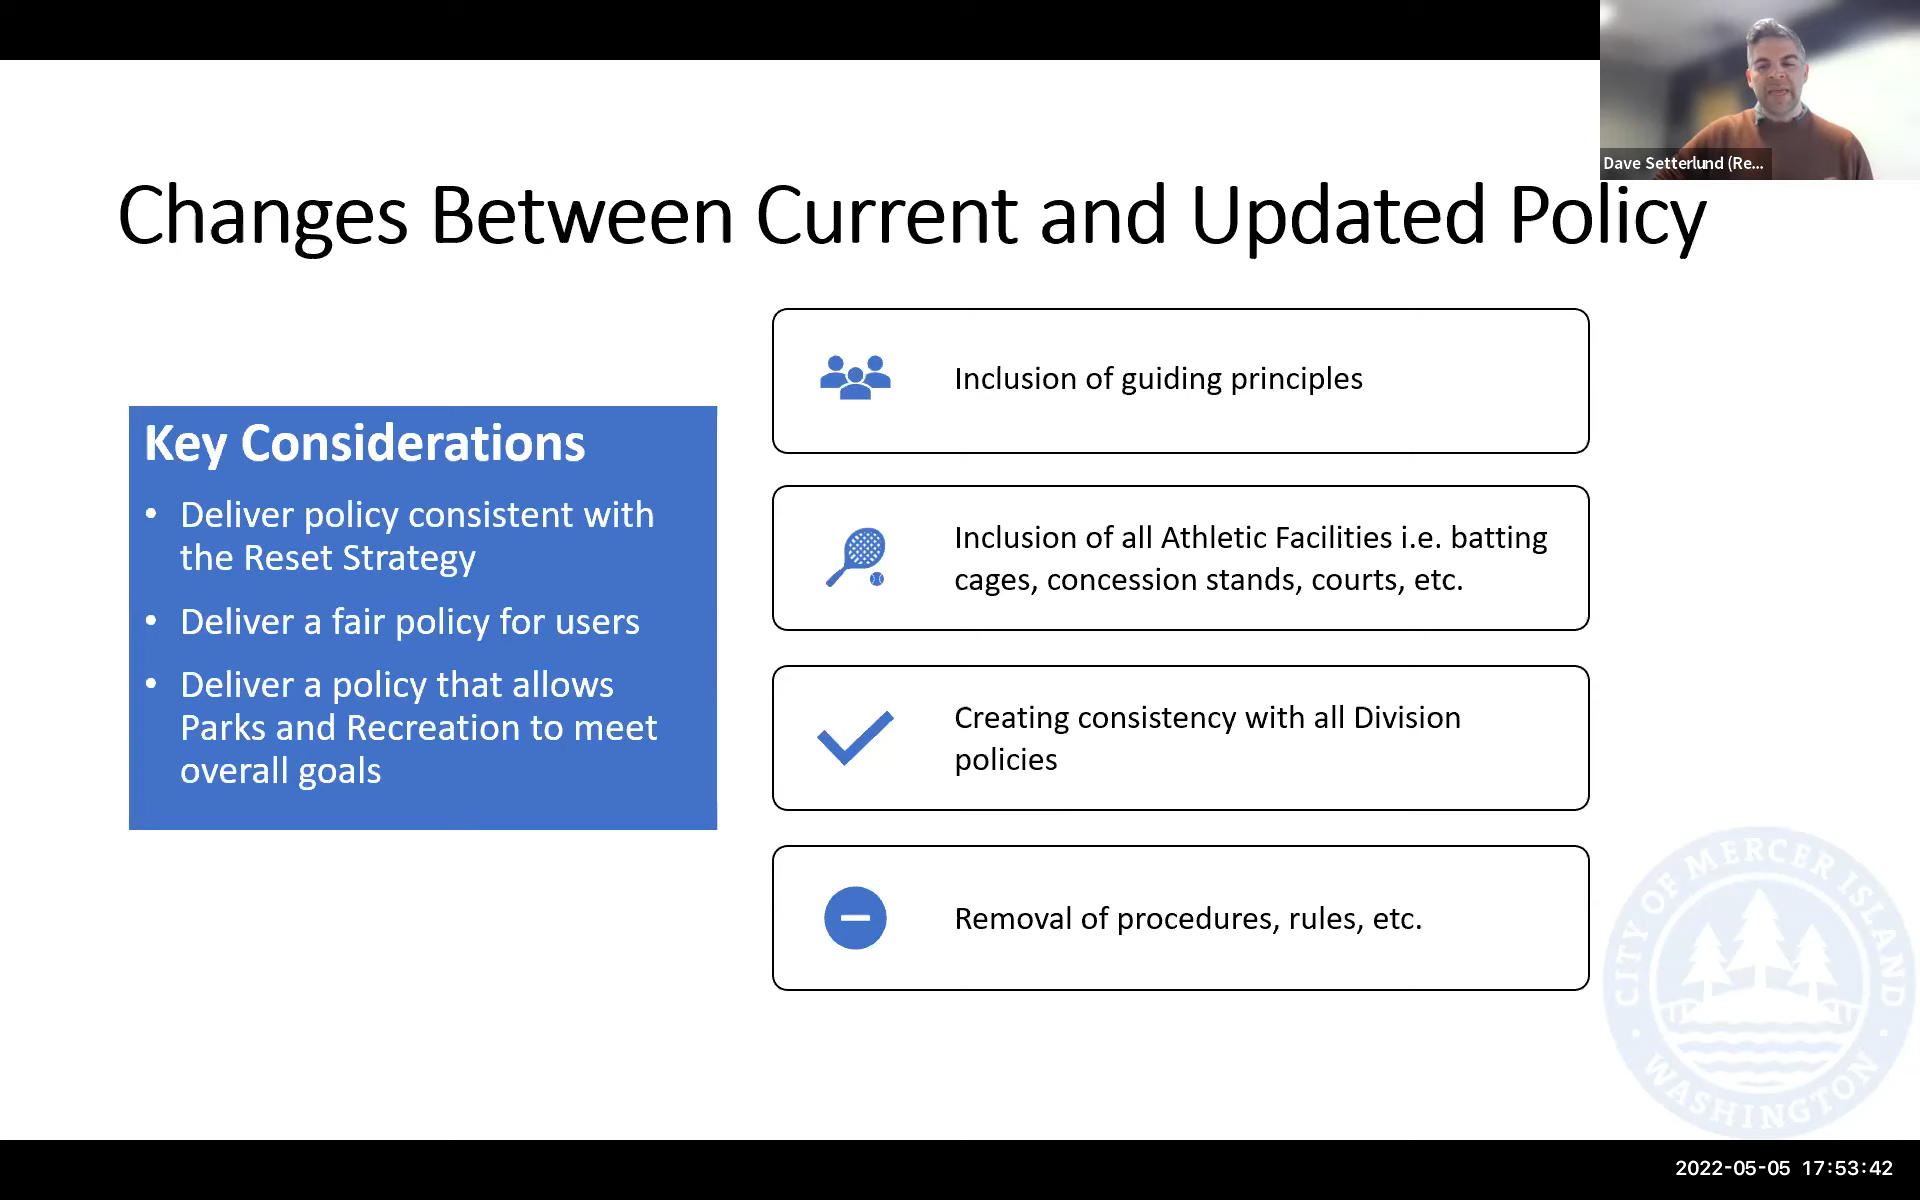 Dave Setterlund (Re...
Changes Between Current and Updated Policy
Key Considerations
• Deliver policy consistent with
the Reset Strategy
• Deliver a fair policy for users
• Deliver a policy that allows
Parks and Recreation to meet
overall goals
Inclusion of guiding principles
Inclusion of all Athletic Facilities i.e. batting
cages, concession stands, courts, etc.
Creating consistency with all Division
policies
Removal of procedures, rules, etc.
CITY OF MERCER ISLAND
WASHINGTON
2022-05-05 17:53:42